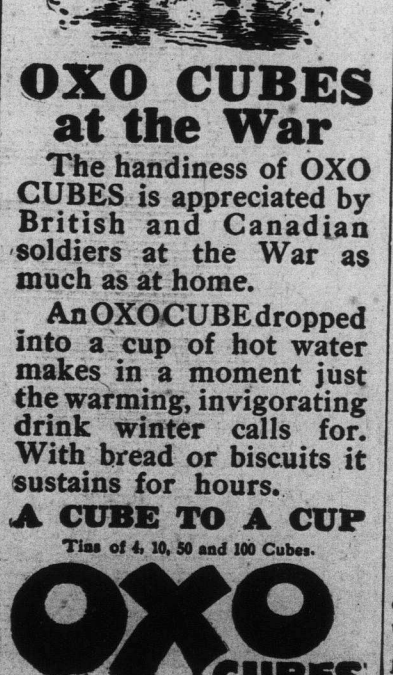 OXO CUBES
at the War
The handiness of OXO
CUBES is appreciated by
British and Canadian
soldiers at the War as
much as at home.
An OXO CUBE dropped
into a cup of hot water
makes in a moment just
the warming, invigorating
drink winter calls for.
With bread or biscuits it
sustains for hours.
A CUBE TO A CUP
Tins of 4, 10, 50 and 100 Cubes.
OXO
CUBES